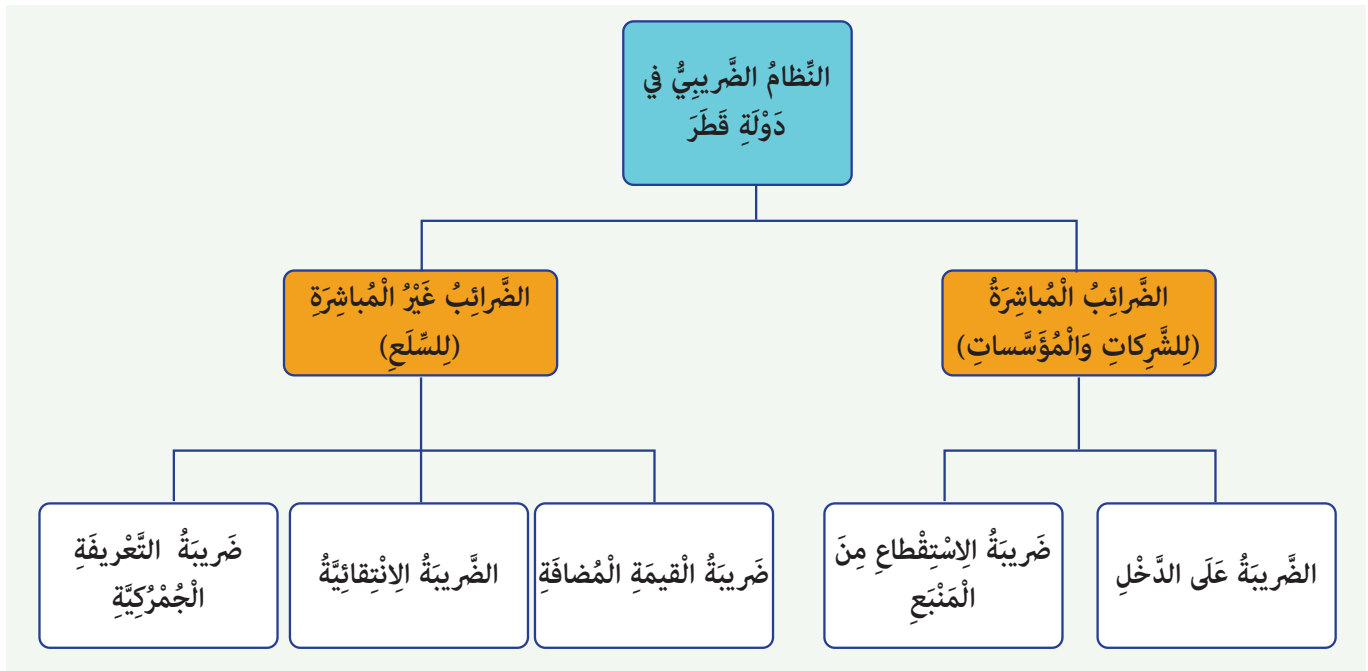 النِّظامُ الضَّريبِيُّ في
دَوْلَةِ قَطَرَ
الضَّرائِبُ الْمُباشِرَةُ
(لِلشَّرِكاتِ وَالْمُؤَسَّساتِ)
الضَّرائِبُ غَيْرُ الْمُباشِرَةِ
(لِلسِّلَعِ)
الضَّريبَةُ عَلَى الدَّخْلِ
ضَريبَةُ الِاسْتِقْطاعِ مِنَ
الْمَنْبَعِ
ضَريبَةُ الْقيمَةِ الْمُضافَةِ
الضَّريبَةُ الِانْتِقائِيَّةُ
ضَريبَةُ التَّعْريفَةِ
الْجُمْرُكِيَّةِ